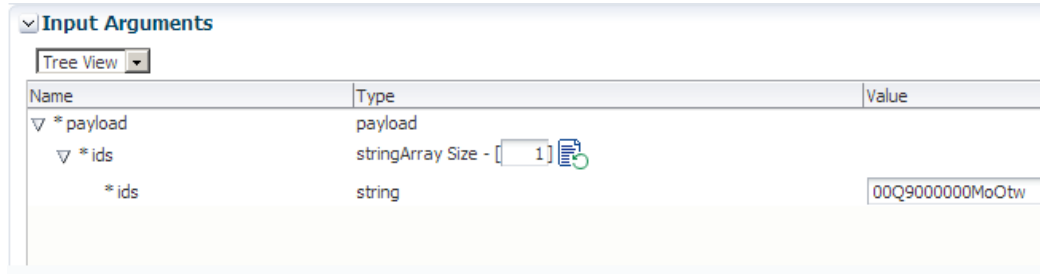 Input Arguments
Tree View
Name Type Value
* payload payload
* ids stringArray Size - [ 1]
* ids string 00Q9000000MoOtw